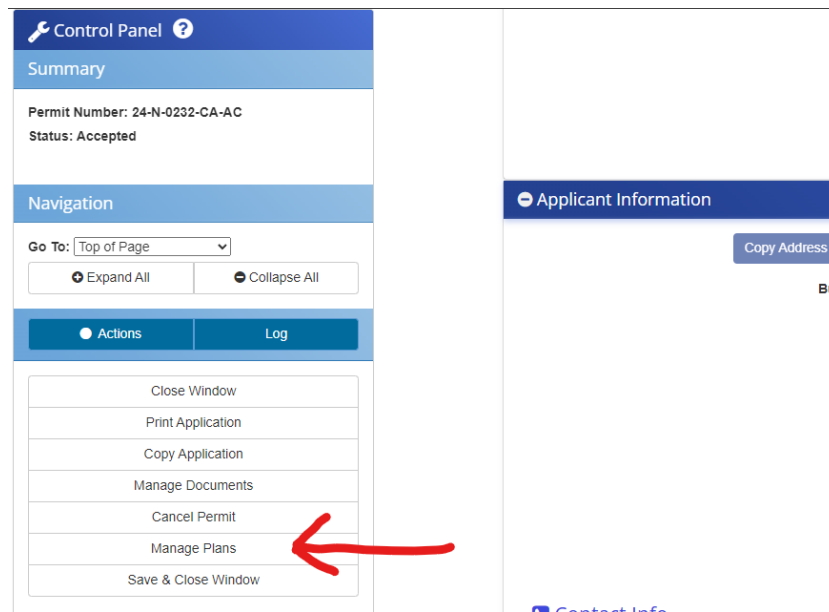 Control Panel ?
Summary
Permit Number: 24-N-0232-CA-AC
Status: Accepted
Navigation
Go To: Top of Page
Expand All
Collapse All
Actions
Log
Close Window
Print Application
Copy Application
Manage Documents
Cancel Permit
Manage Plans
Save & Close Window
Applicant Information
Copy Address
Contact Info